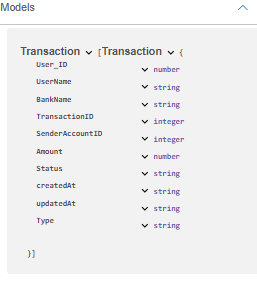 Models
Transaction [Transaction {
User_ID number
UserName string
BankName string
TransactionID integer
SenderAccountID integer
Amount number
Status string
createdAt string
updatedAt string
Type string
}]